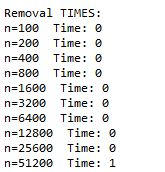 Removal TIMES:
n=100  Time: 0
n=200  Time: 0
n=400  Time: 0
n=800  Time: 0
n=1600  Time: 0
n=3200  Time: 0
n=6400  Time: 0
n=12800  Time: 0
n=25600  Time: 0
n=51200  Time: 1